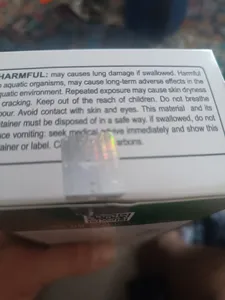 HARMFUL: may causes lung damage if swallowed. Harmful
aquatic organisms, may cause long-term adverse effects in the
quatic environment. Repeated exposure may cause skin dryness
cracking. Keep out of the reach of children. Do not breathe
pour. Avoid contact with skin and eyes. This material and its
tainer must be disposed of in a safe way. If swallowed, do not
uce vomiting: seek medical advice immediately and show this
tainer or label. C bons.